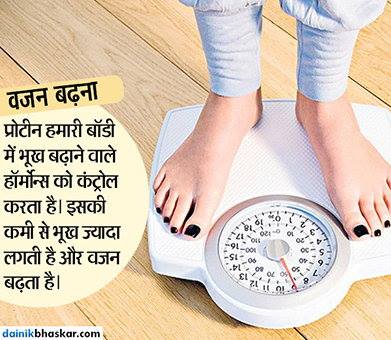 वजन बढ़ना
प्रोटीन हमारी बॉडी
में भूख बढ़ाने वाले
हॉर्मोन्स को कंट्रोल
करता है। इसकी
कमी से भूख ज्यादा
लगती है और वजन
बढ़ता है।
dainikbhaskar.com